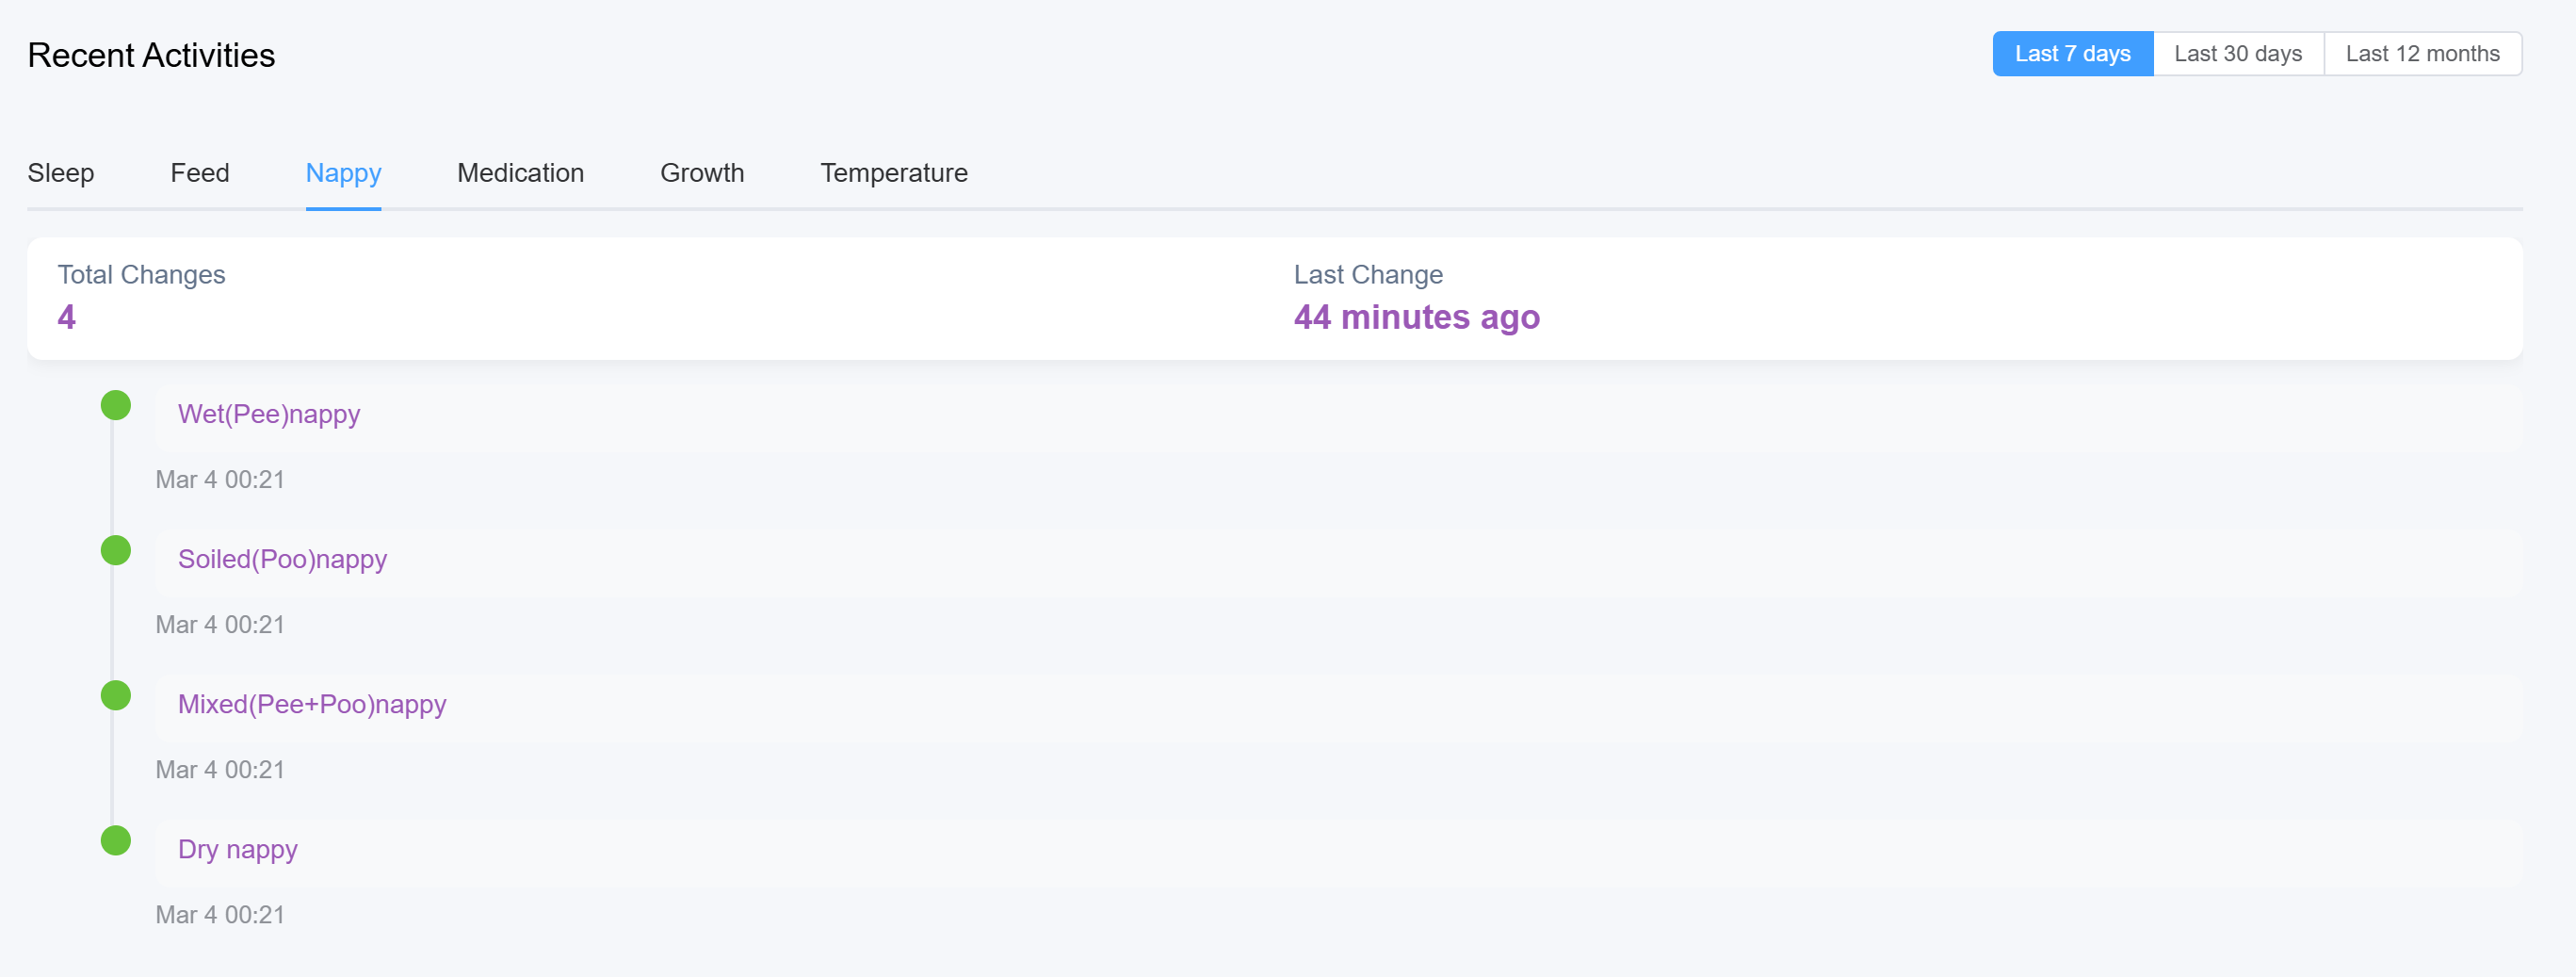 Recent Activities
Last 7 days Last 30 days Last 12 months
Sleep Feed Nappy Medication Growth Temperature
Total Changes Last Change
4 44 minutes ago
Wet(Pee)nappy
Mar 4 00:21
Soiled(Poo)nappy
Mar 4 00:21
Mixed(Pee+Poo)nappy
Mar 4 00:21
Dry nappy
Mar 4 00:21